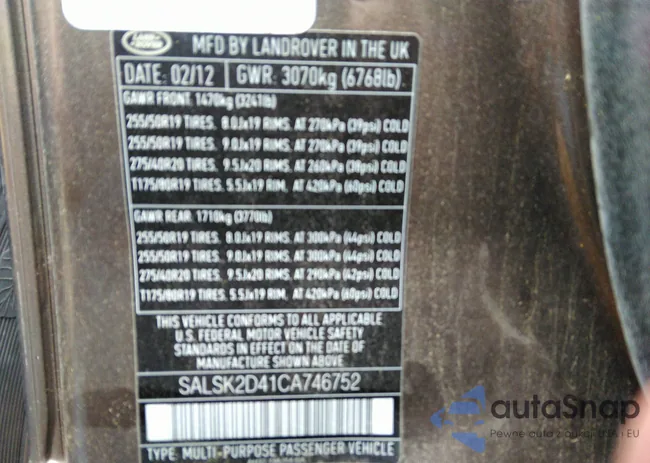 LAND ROVER
MFD BY LANDROVER IN THE UK
DATE: 02/12 GWR: 3070kg (6768lb)
GAWR FRONT: 1470kg (3241lb)
255/50R19 TIRES. 8.0Jx19 RIMS. AT 270kPa (39psi) COLD
255/50R19 TIRES. 9.0Jx19 RIMS. AT 270kPa (39psi) COLD
275/40R20 TIRES. 9.5Jx20 RIMS. AT 260kPa (38psi) COLD
T175/80R19 TIRES. 5.5Jx19 RIM. AT 420kPa (60psi) COLD
GAWR REAR: 1710kg (3770lb)
255/50R19 TIRES. 8.0Jx19 RIMS. AT 300kPa (44psi) COLD
255/50R19 TIRES. 9.0Jx19 RIMS. AT 300kPa (44psi) COLD
275/40R20 TIRES. 9.5Jx20 RIMS. AT 290kPa (42psi) COLD
T175/80R19 TIRES. 5.5Jx19 RIM. AT 420kPa (60psi) COLD
THIS VEHICLE CONFORMS TO ALL APPLICABLE
U.S. FEDERAL MOTOR VEHICLE SAFETY
STANDARDS IN EFFECT ON THE DATE OF
MANUFACTURE SHOWN ABOVE
SALSK2D41CA746752
TYPE: MULTI-PURPOSE PASSENGER VEHICLE
autoSnap
Pewne auta z